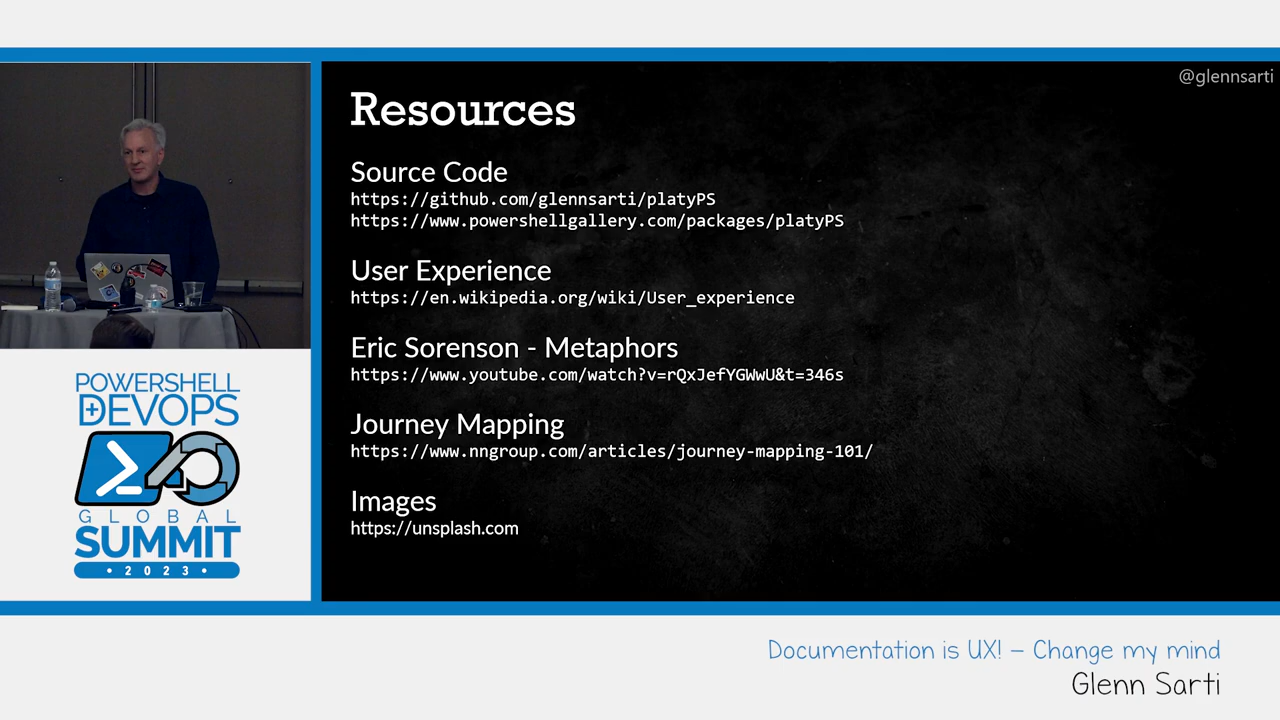 @glennsarti
Resources
Source Code
https://github.com/glennsarti/platyPS
https://www.powershellgallery.com/packages/platyPS
User Experience
https://en.wikipedia.org/wiki/User_experience
Eric Sorenson - Metaphors
https://www.youtube.com/watch?v=rQxJefYGWwU&t=346s
Journey Mapping
https://www.nngroup.com/articles/journey-mapping-101/
Images
https://unsplash.com
POWERSHELL
+DEVOPS
GLOBAL
SUMMIT
• 2023 •
Documentation is UX! – Change my mind
Glenn Sarti